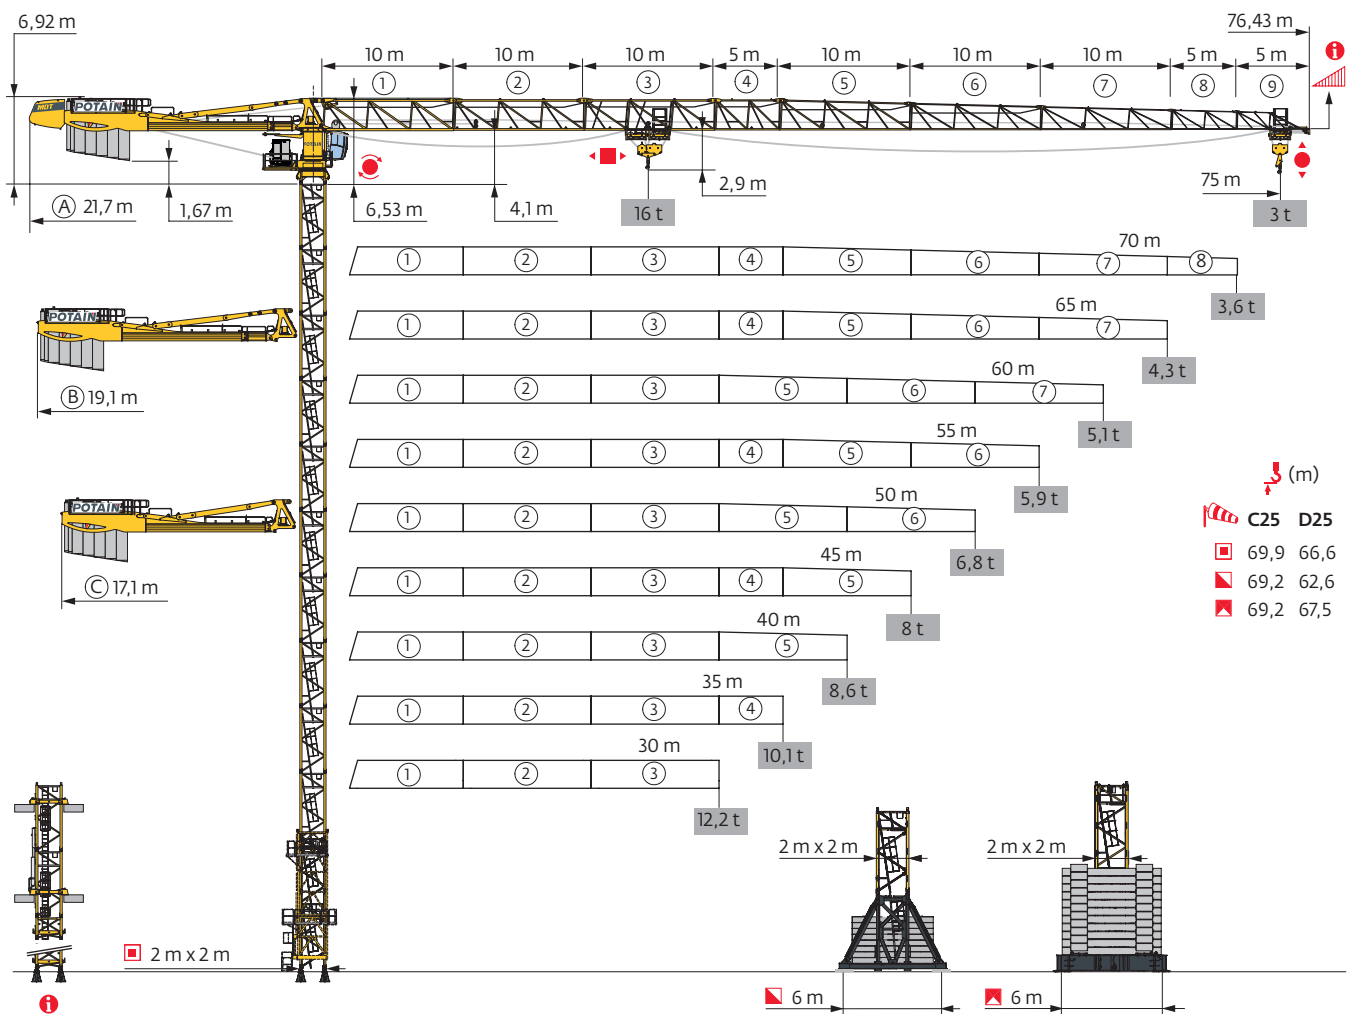 6,92 m
76,43 m
10 m 10 m 10 m 5 m 10 m 10 m 10 m 5 m 5 m
1 2 3 4 5 6 7 8 9
i
MDT POTAIN
POTAIN
A 21,7 m
1,67 m
6,53 m
4,1 m
2,9 m
16 t
75 m
3 t
70 m
1 2 3 4 5 6 7 8
3,6 t
65 m
1 2 3 4 5 6 7
4,3 t
POTAIN
B 19,1 m
60 m
1 2 3 5 6 7
5,1 t
55 m
1 2 3 4 5 6
5,9 t
POTAIN
C 17,1 m
50 m
1 2 3 5 6
6,8 t
45 m
1 2 3 4 5
8 t
40 m
1 2 3 5
8,6 t
35 m
1 2 3 4
10,1 t
30 m
1 2 3
12,2 t
(m)
C25 D25
69,9 66,6
69,2 62,6
69,2 67,5
2 m x 2 m
2 m x 2 m
2 m x 2 m
6 m
6 m
i